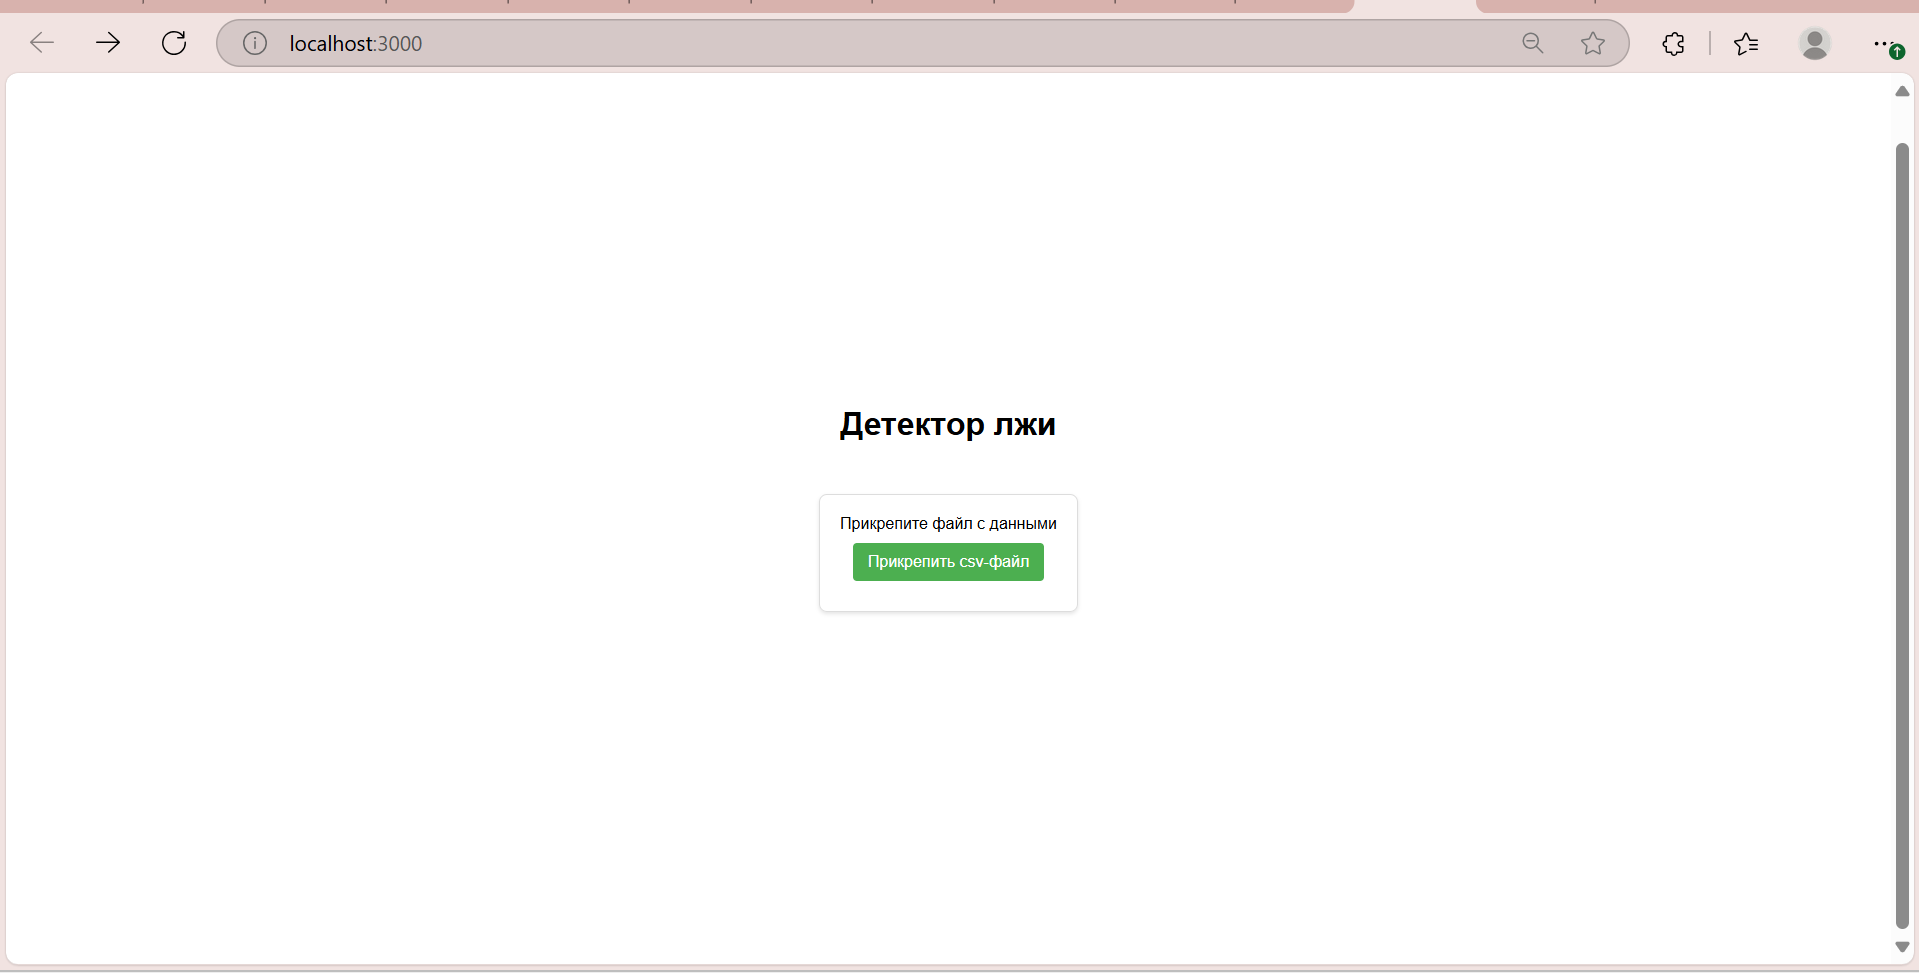 localhost:3000
Детектор лжи
Прикрепите файл с данными
Прикрепить csv-файл